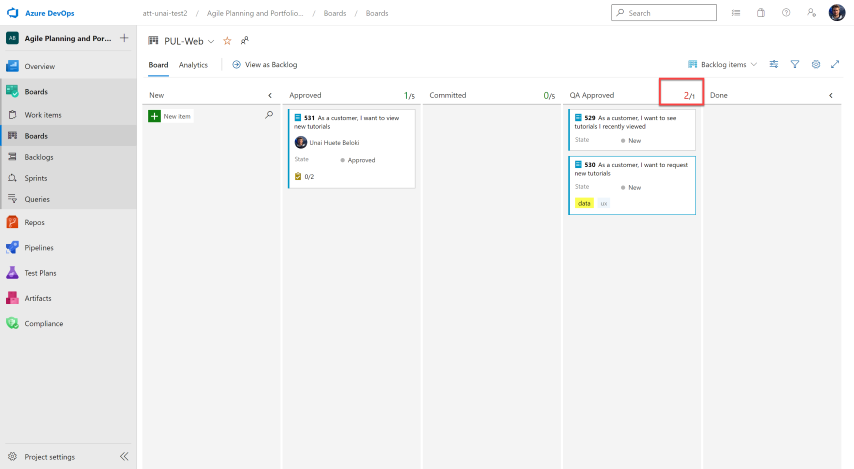 Azure DevOps
att-unai-test2 / Agile Planning and Portfolio... / Boards / Boards
Search
AB Agile Planning and Por...
PUL-Web
Overview
Board Analytics View as Backlog
Backlog items
Boards
Work items
Boards
Backlogs
Sprints
Queries
Repos
Pipelines
Test Plans
Artifacts
Compliance
Project settings
New
New item
Approved 1/5
531 As a customer, I want to view
new tutorials
Unai Huete Beloki
State Approved
0/2
Committed 0/5
QA Approved 2/1
529 As a customer, I want to see
tutorials I recently viewed
State New
530 As a customer, I want to request
new tutorials
State New
data ux
Done